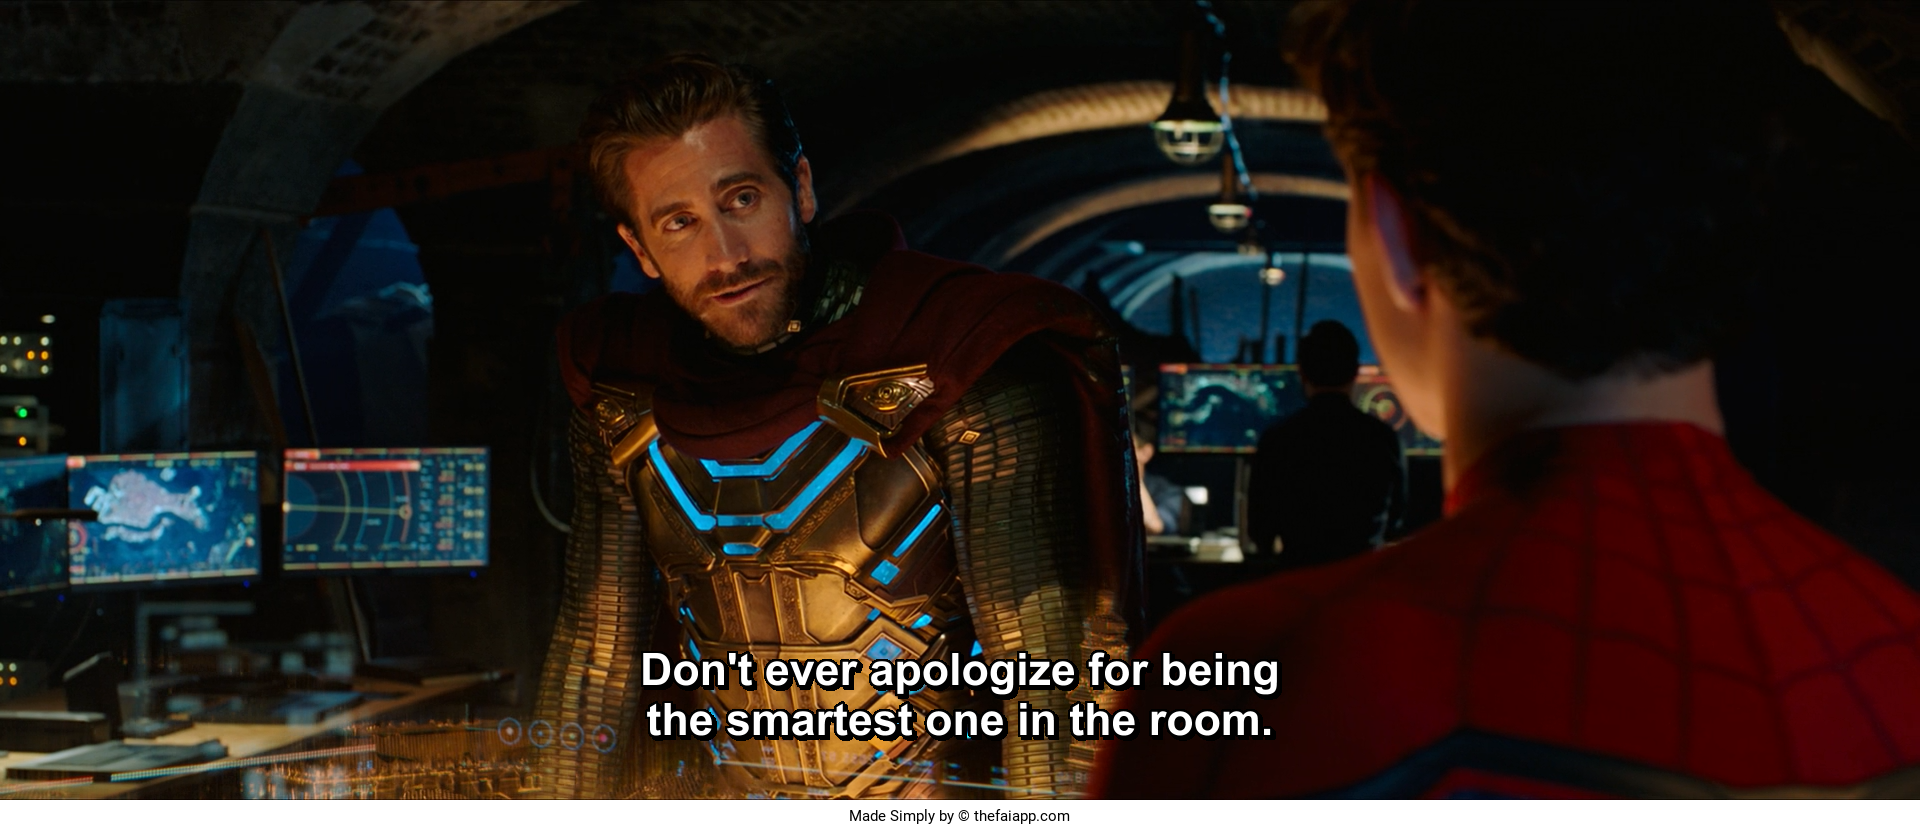 Don't ever apologize for being
the smartest one in the room.
Made Simply by © thefaiapp.com